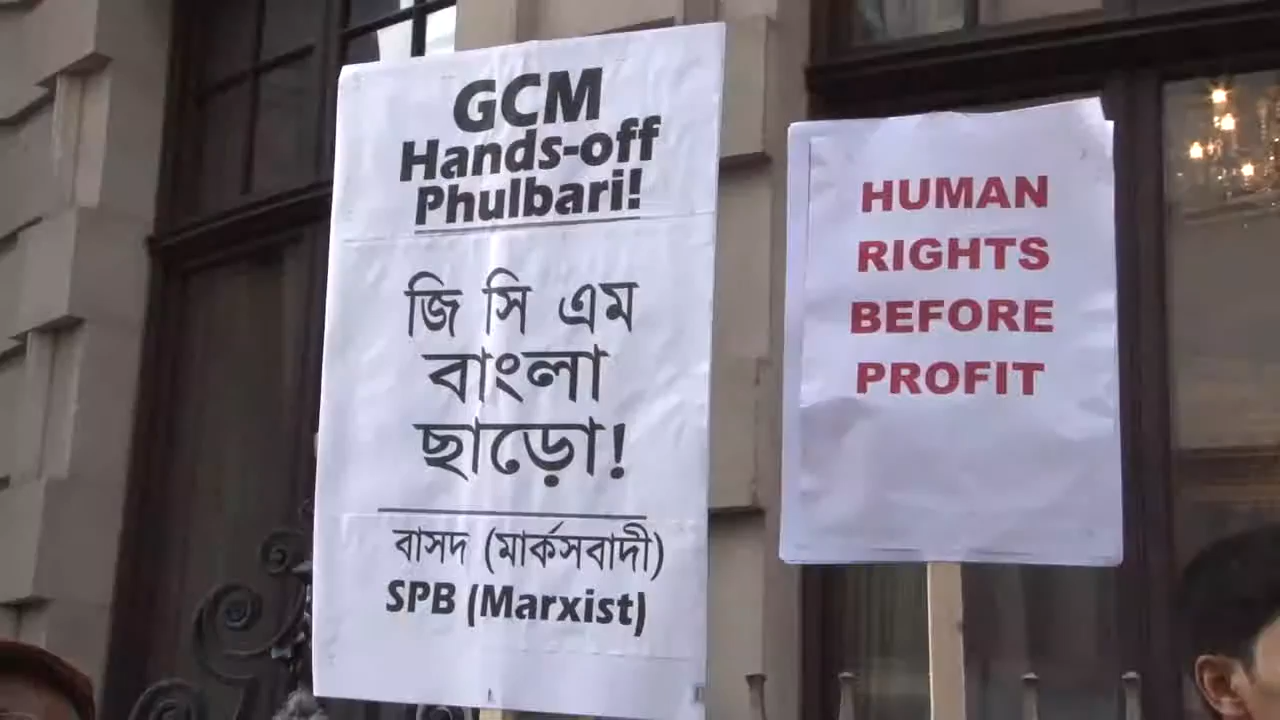 GCM
Hands-off
Phulbari!
জি সি এম
বাংলা
ছাড়ো!
বাসদ (মার্কসবাদী)
SPB (Marxist)
HUMAN
RIGHTS
BEFORE
PROFIT